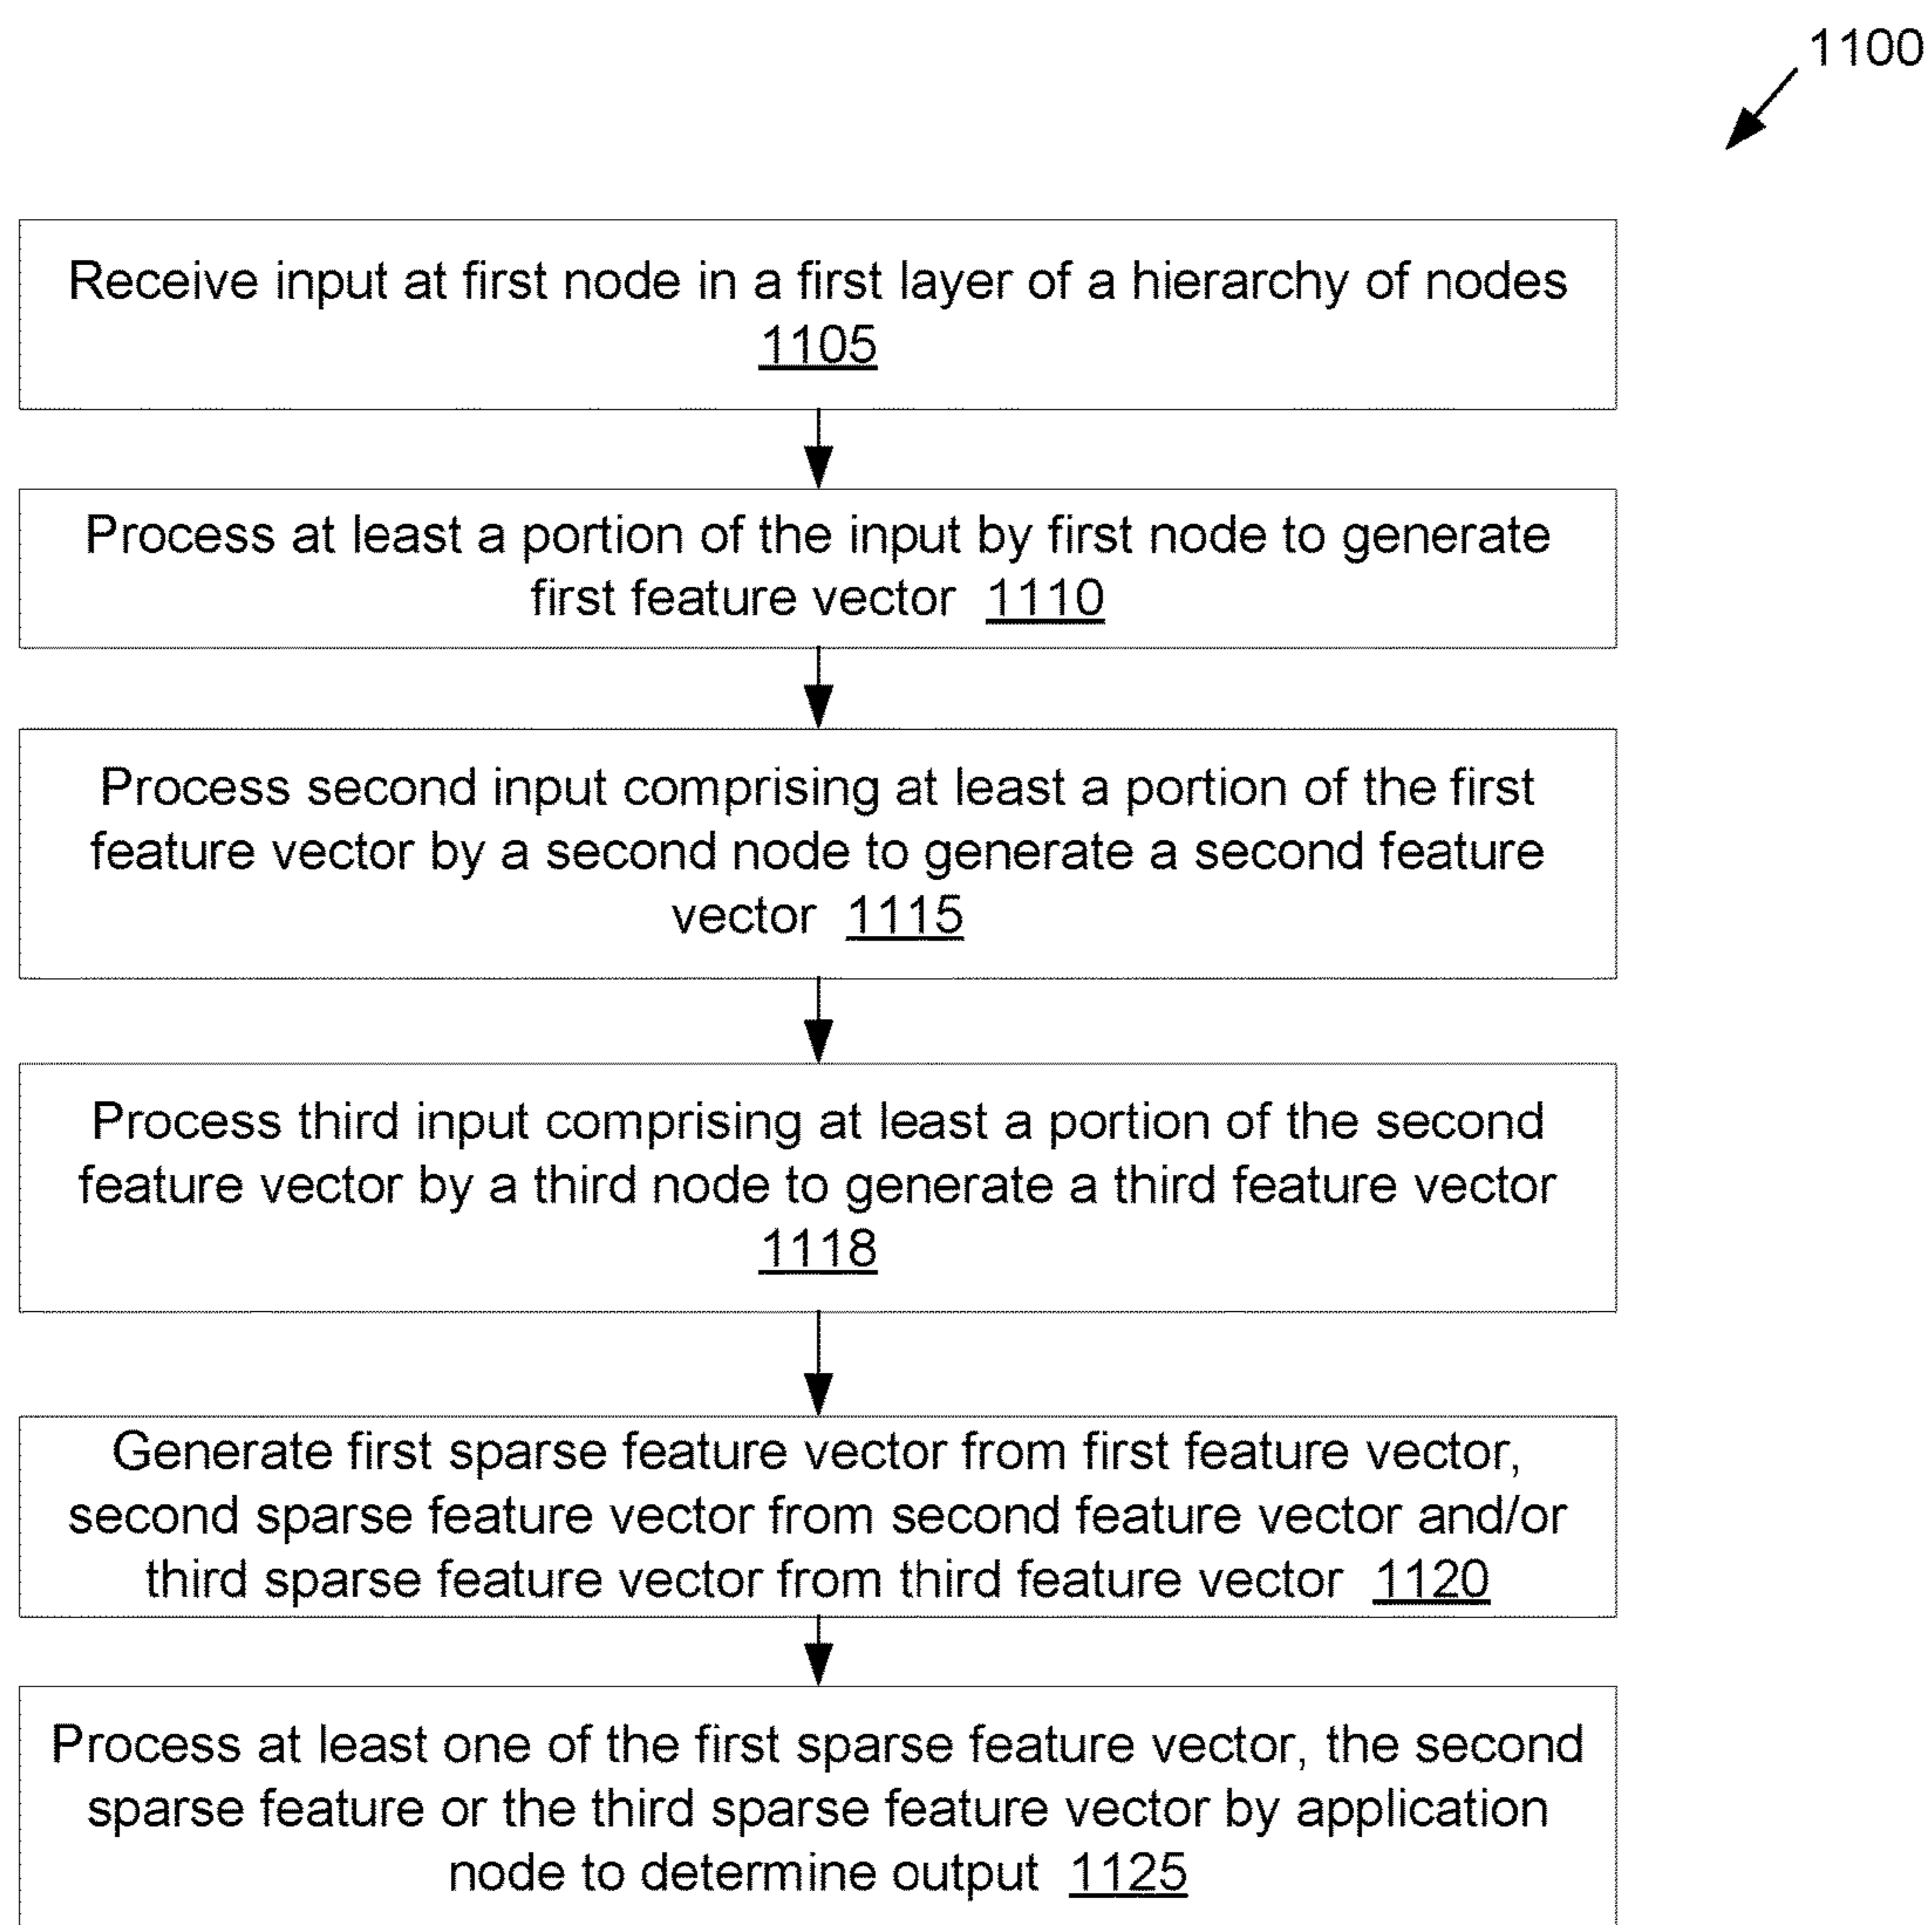 1100
Receive input at first node in a first layer of a hierarchy of nodes
1105
Process at least a portion of the input by first node to generate
first feature vector 1110
Process second input comprising at least a portion of the first
feature vector by a second node to generate a second feature
vector 1115
Process third input comprising at least a portion of the second
feature vector by a third node to generate a third feature vector
1118
Generate first sparse feature vector from first feature vector,
second sparse feature vector from second feature vector and/or
third sparse feature vector from third feature vector 1120
Process at least one of the first sparse feature vector, the second
sparse feature or the third sparse feature vector by application
node to determine output 1125